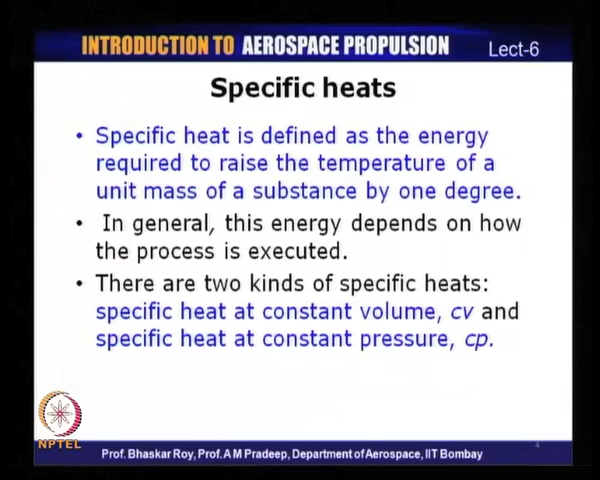 INTRODUCTION TO AEROSPACE PROPULSION Lect-6
Specific heats
• Specific heat is defined as the energy
required to raise the temperature of a
unit mass of a substance by one degree.
• In general, this energy depends on how
the process is executed.
• There are two kinds of specific heats:
specific heat at constant volume, cv and
specific heat at constant pressure, cp.
NPTEL
4
Prof. Bhaskar Roy, Prof. A M Pradeep, Department of Aerospace, IIT Bombay